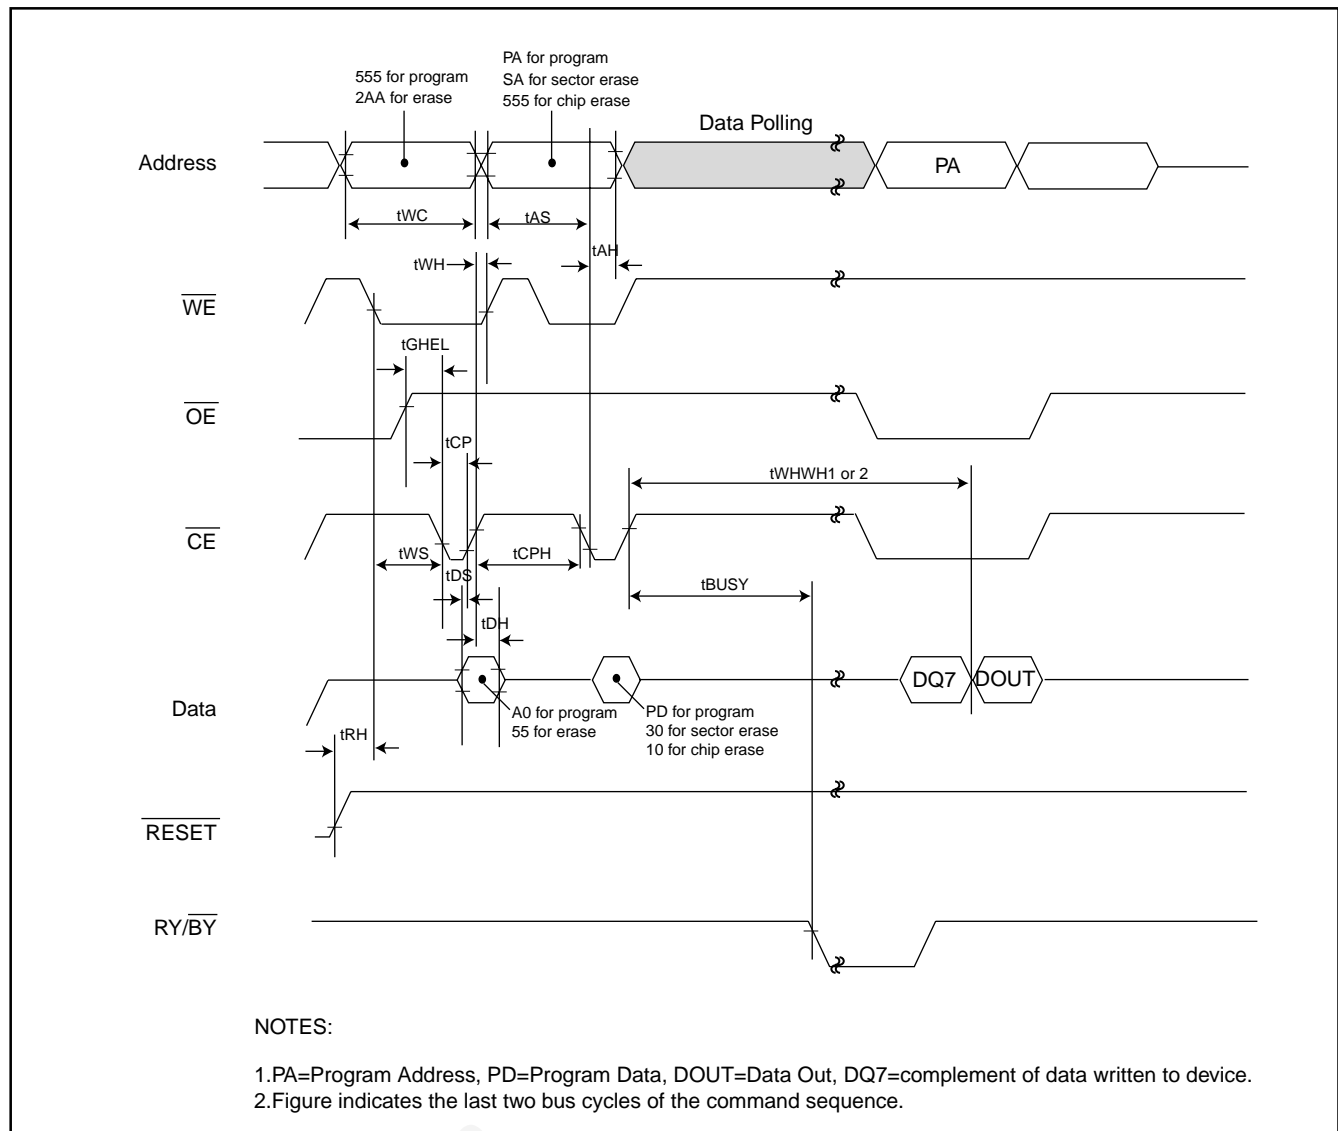 555 for program
2AA for erase
PA for program
SA for sector erase
555 for chip erase
Data Polling
Address
PA
tWC
tAS
tAH
tWH
WE
tGHEL
OE
tCP
tWHWH1 or 2
CE
tWS
tCPH
tDS
tBUSY
tDH
DQ7
DOUT
Data
A0 for program
55 for erase
PD for program
30 for sector erase
10 for chip erase
tRH
RESET
RY/BY
NOTES:
1.PA=Program Address, PD=Program Data, DOUT=Data Out, DQ7=complement of data written to device.
2.Figure indicates the last two bus cycles of the command sequence.